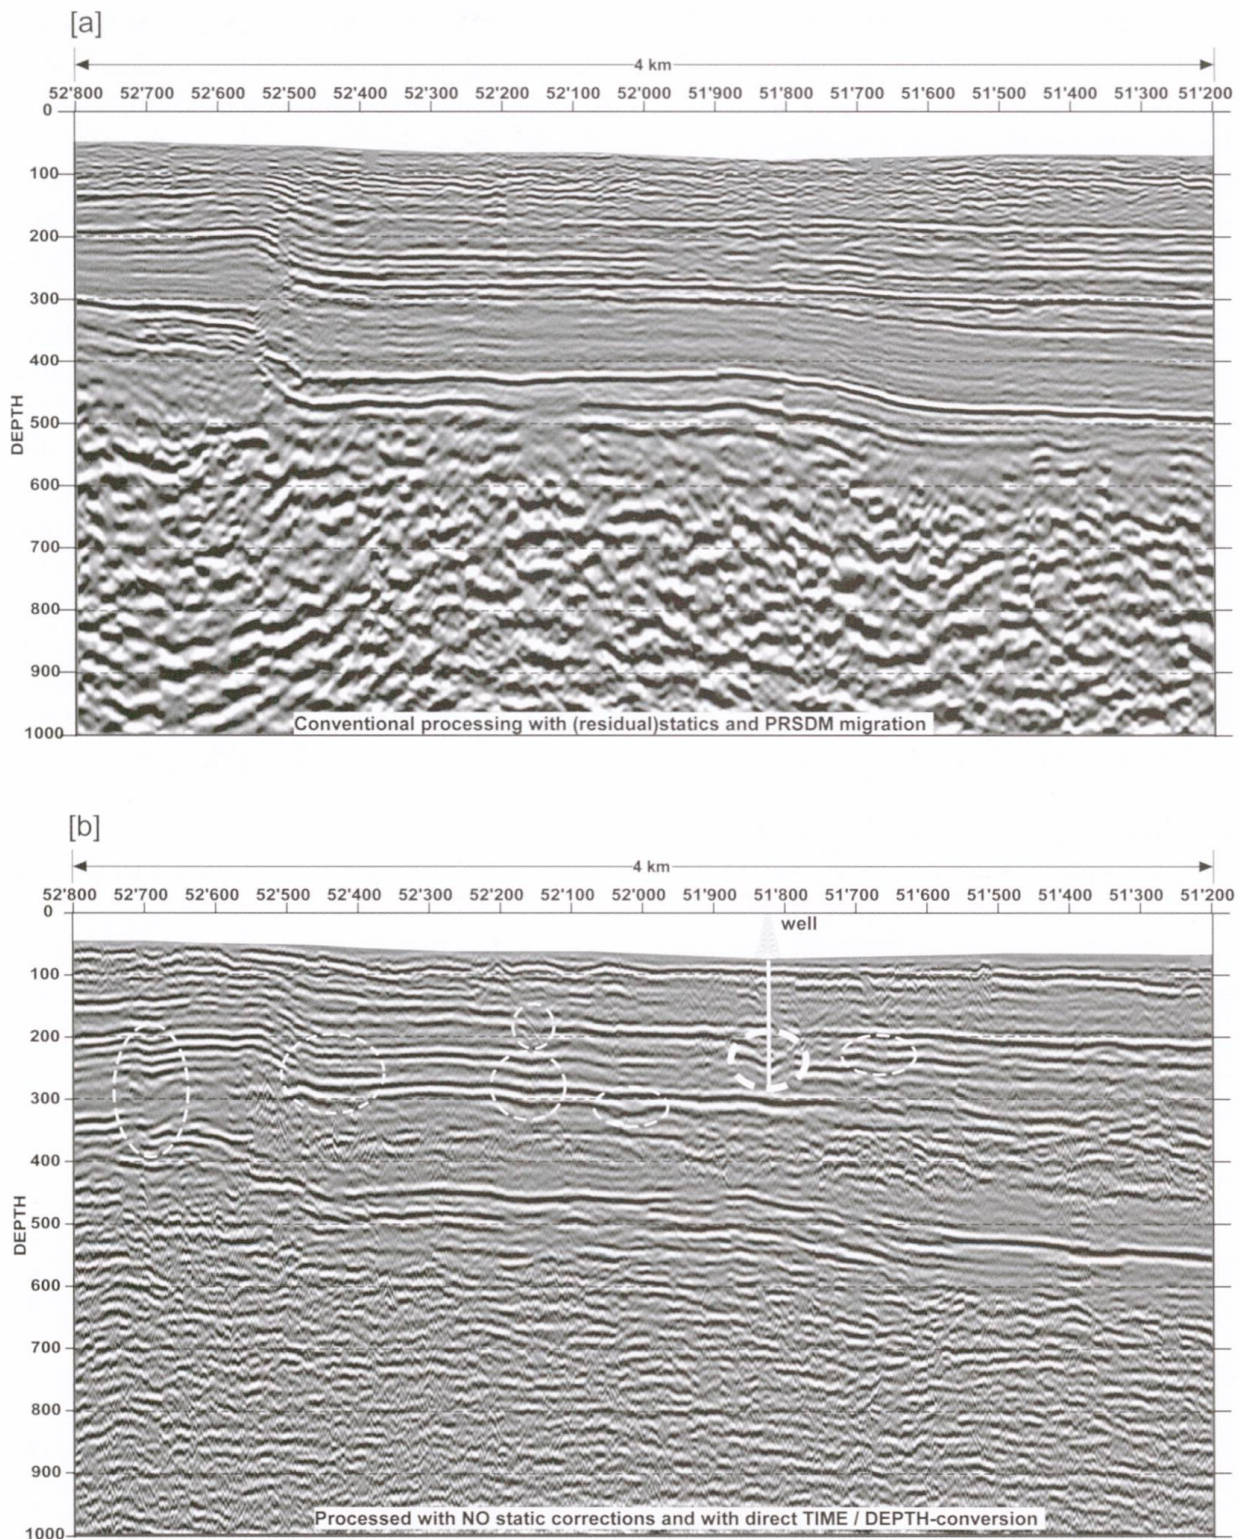 [a]
4 km
52'800 52'700 52'600 52'500 52'400 52'300 52'200 52'100 52'000 51'900 51'800 51'700 51'600 51'500 51'400 51'300 51'200
0
100
200
300
400
DEPTH
500
600
700
800
900
1000
Conventional processing with (residual)statics and PRSDM migration
[b]
4 km
52'800 52'700 52'600 52'500 52'400 52'300 52'200 52'100 52'000 51'900 51'800 51'700 51'600 51'500 51'400 51'300 51'200
0
well
100
200
300
400
DEPTH
500
600
700
800
900
1000
Processed with NO static corrections and with direct TIME / DEPTH-conversion